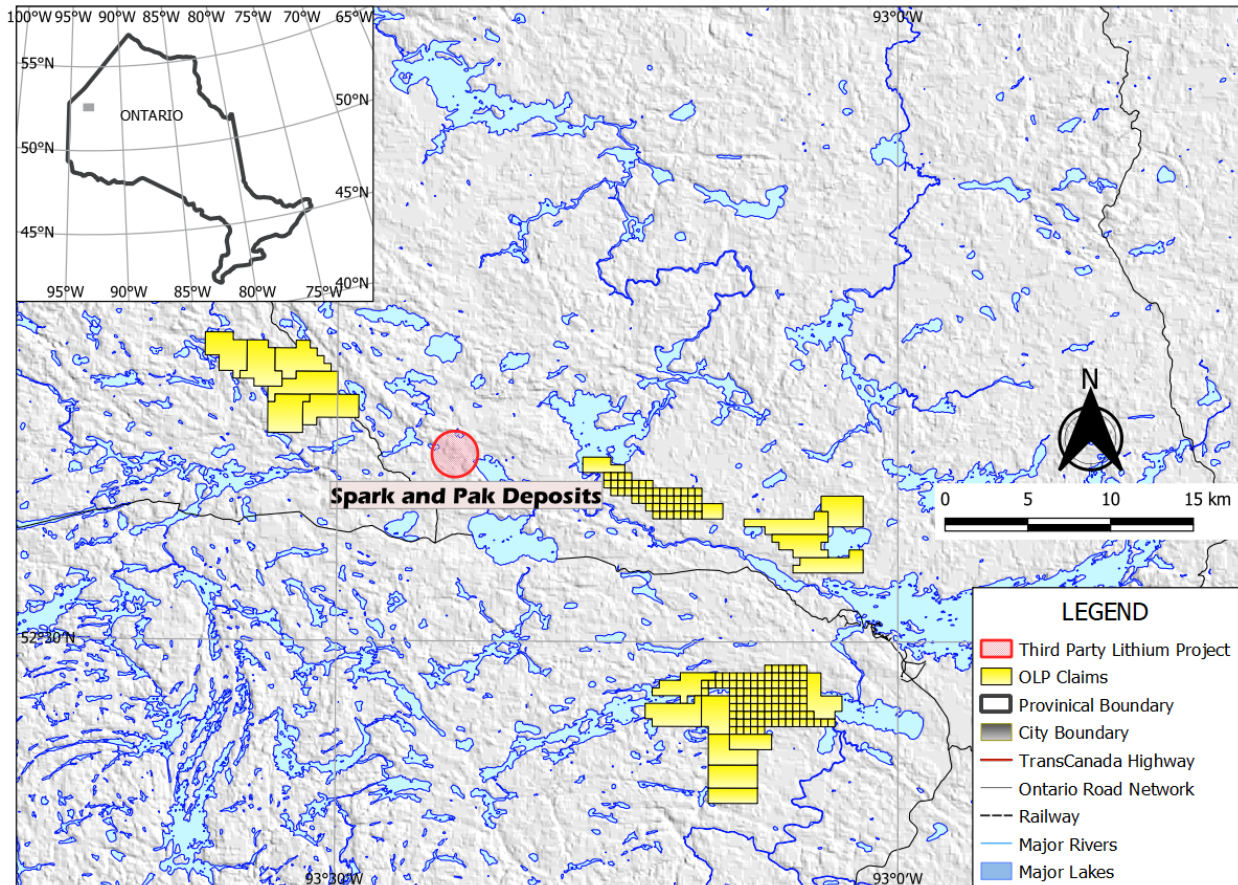 100°W 95°W 90°W 85°W 80°W 75°W 70°W 65°W
93°0'W
55°N
50°N
ONTARIO
50°N
45°N
45°N
40°N
95°W 90°W 85°W 80°W 75°W
N
Spark and Pak Deposits
0 5 10 15 km
52°30'N
LEGEND
Third Party Lithium Project
OLP Claims
Provinical Boundary
City Boundary
TransCanada Highway
Ontario Road Network
Railway
Major Rivers
Major Lakes
93°30'W
93°0'W